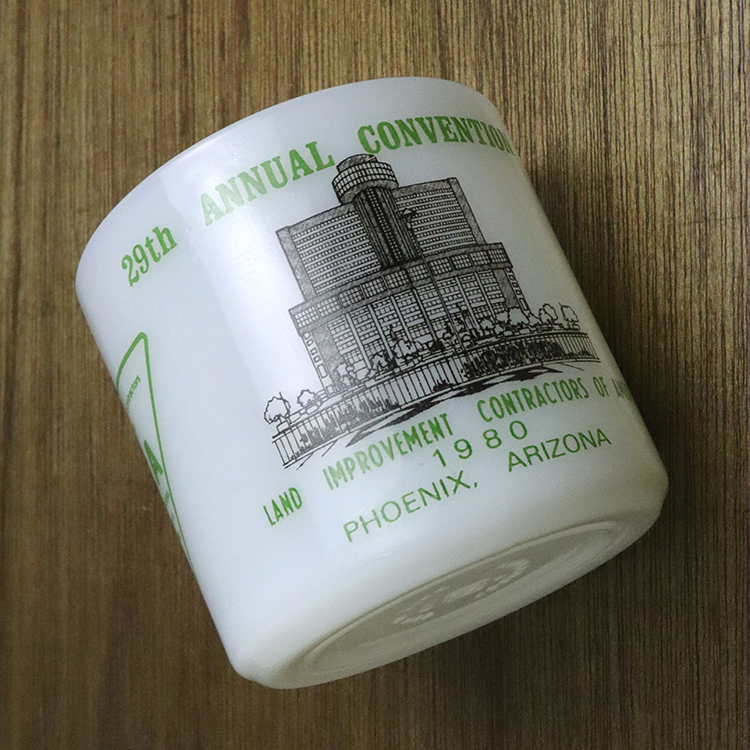 29th ANNUAL CONVENTION
LAND IMPROVEMENT CONTRACTORS OF
1980
PHOENIX, ARIZONA
A